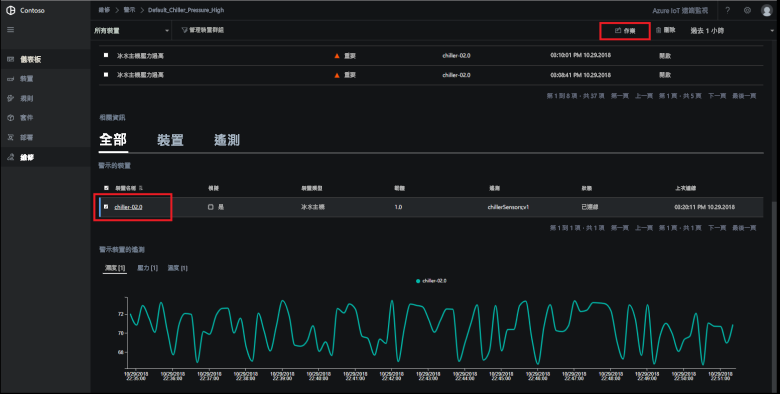 Contoso
維修 > 警示 > Default_Chiller_Pressure_High
Azure IoT 遠端監視 ?
所有裝置 管理裝置群組 作業 刪除 過去 1 小時
冰水主機壓力過高 重要 chiller-02.0 03:10:01 PM 10.29.2018 開啟
冰水主機壓力過高 重要 chiller-02.0 03:08:41 PM 10.29.2018 開啟
第 1 到 8 項，共 37 項 第一頁 上一頁 第 1 頁，共 5 頁 下一頁 最後一頁
儀表板
裝置
規則
套件
部署
維修
相關資訊
全部 裝置 遙測
警示的裝置
裝置名稱 模擬 裝置類型 韌體 遙測 狀態 上次連線
chiller-02.0 是 冰水主機 1.0 chillerSensors;v1 已連線 03:20:11 PM 10.29.2018
第 1 到 1 項，共 1 項 第一頁 上一頁 第 1 頁，共 1 頁 下一頁 最後一頁
警示裝置的遙測
濕度 [1] 壓力 [1] 溫度 [1]
chiller-02.0
72
70
68
10/29/2018 10/29/2018 10/29/2018 10/29/2018 10/29/2018 10/29/2018 10/29/2018 10/29/2018 10/29/2018 10/29/2018 10/29/2018 10/29/2018 10/29/2018 10/29/2018 10/29/2018 10/29/2018 10/29/2018
22:35:00 22:36:00 22:37:00 22:38:00 22:39:00 22:40:00 22:41:00 22:42:00 22:43:00 22:44:00 22:45:00 22:46:00 22:47:00 22:48:00 22:49:00 22:50:00 22:51:00